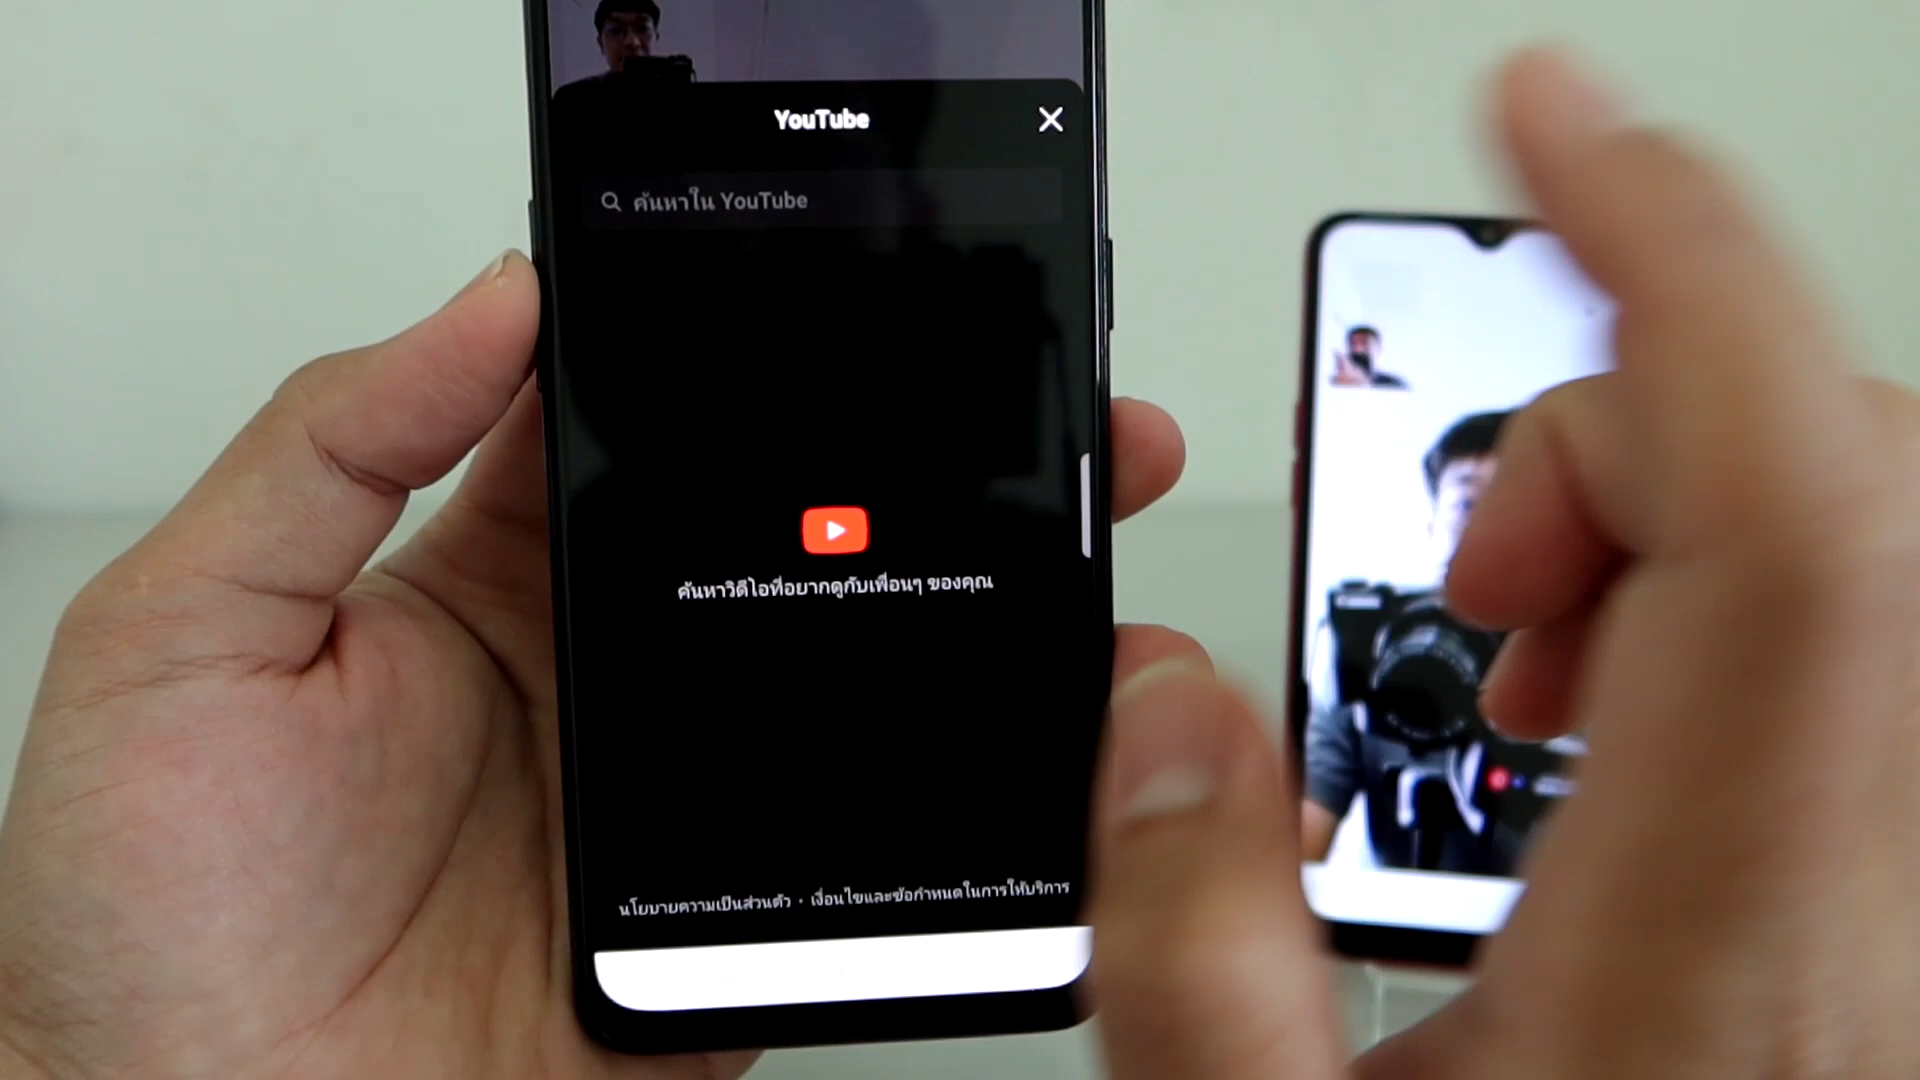 YouTube
ค้นหาใน YouTube
ค้นหาวิดีโอที่อยากดูกับเพื่อนๆ ของคุณ
นโยบายความเป็นส่วนตัว • เงื่อนไขและข้อกำหนดในการให้บริการ